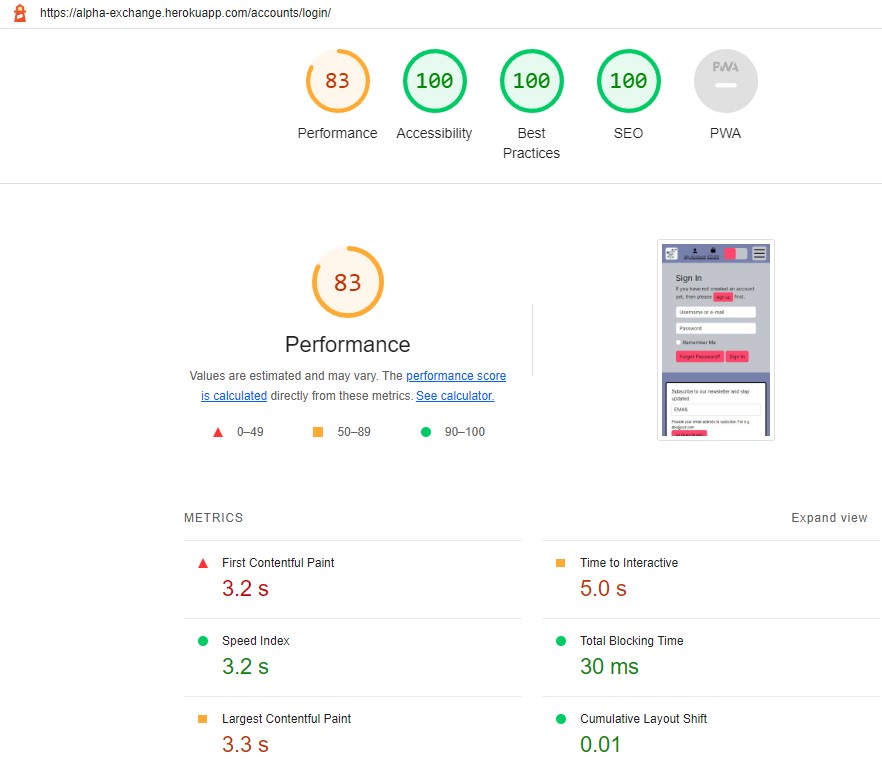 https://alpha-exchange.herokuapp.com/accounts/login/
83
100
100
100
PWA
Performance
Accessibility
Best
Practices
SEO
PWA
83
Performance
Values are estimated and may vary. The performance score
is calculated directly from these metrics. See calculator.
0–49
50–89
90–100
Sign In
If you have not created an account
yet, then please sign up first.
Username or e-mail
Password
Remember Me
Forgot Password?
Sign In
Subscribe to our newsletter and stay
updated
EMAIL
METRICS
Expand view
First Contentful Paint
3.2 s
Time to Interactive
5.0 s
Speed Index
3.2 s
Total Blocking Time
30 ms
Largest Contentful Paint
3.3 s
Cumulative Layout Shift
0.01